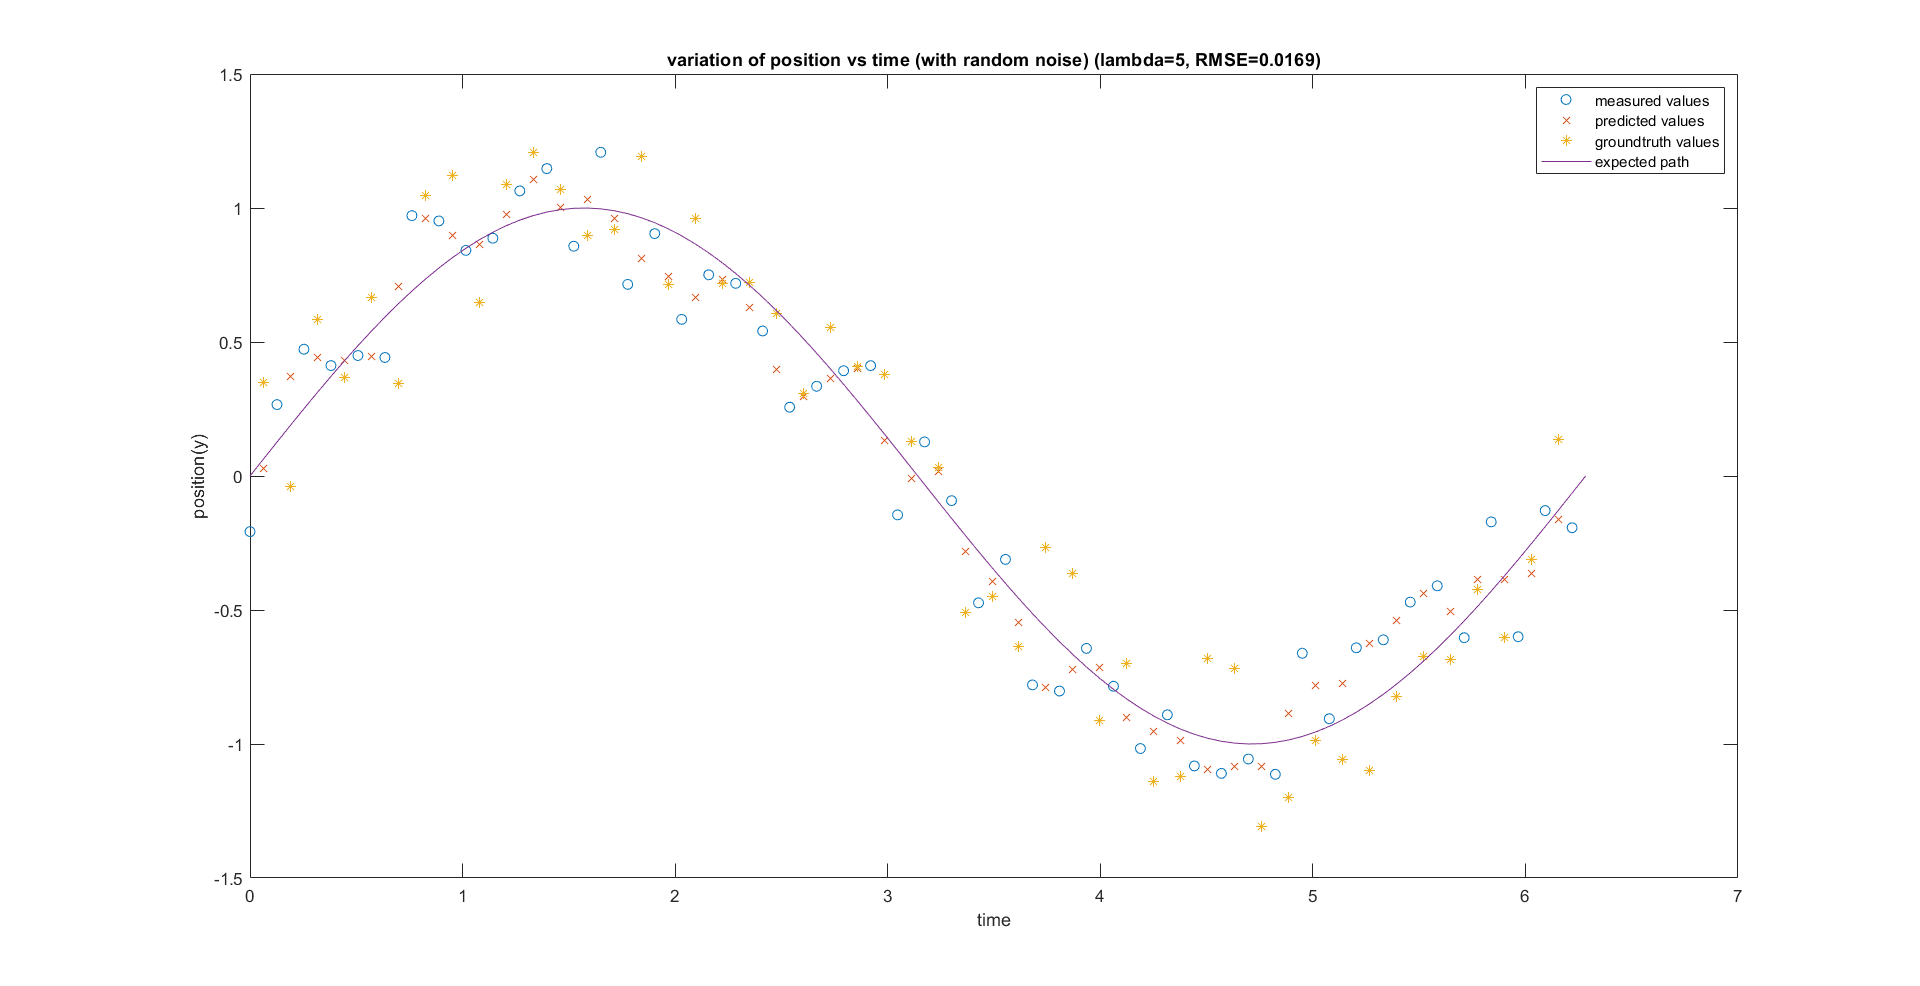 variation of position vs time (with random noise) (lambda=5, RMSE=0.0169)
1.5
1
0.5
0
-0.5
-1
-1.5
position(y)
measured values
predicted values
groundtruth values
expected path
0 1 2 3 4 5 6 7
time